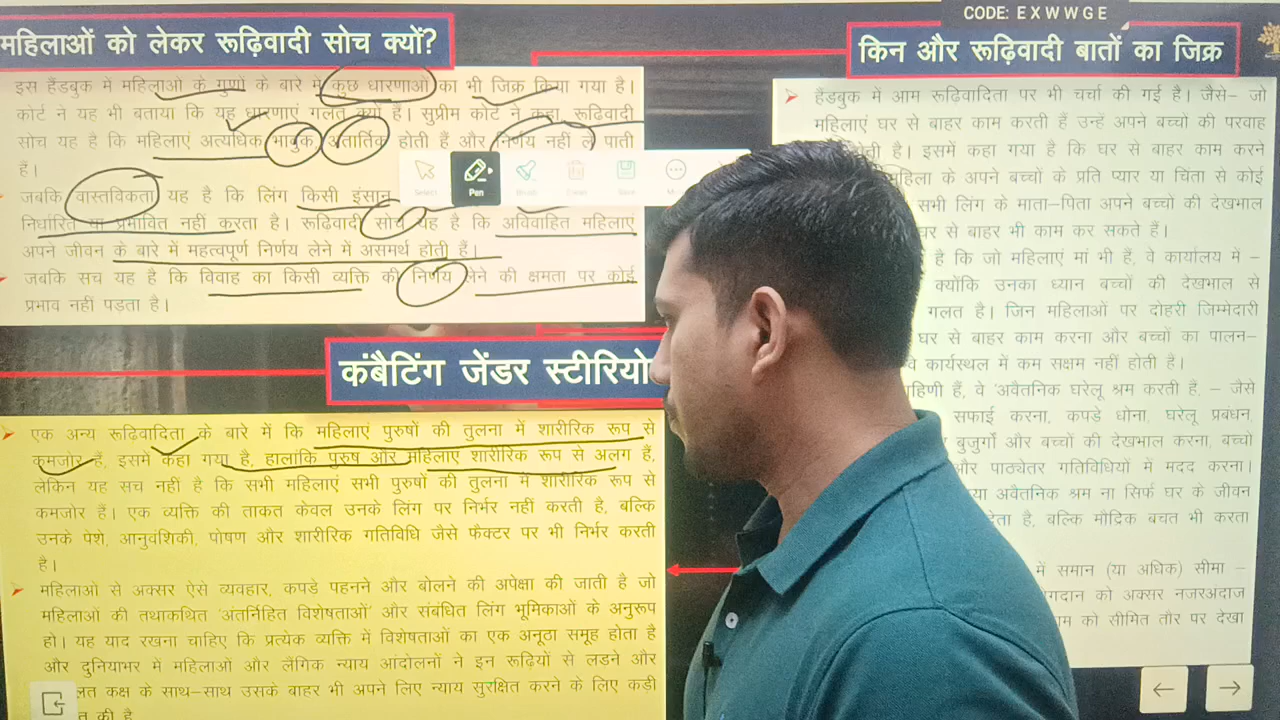 CODE: E X W W G E
महिलाओं को लेकर रूढ़िवादी सोच क्यों?
इस हैंडबुक में महिलाओ के गुणों के बारे में कुछ धारणाओं का भी जिक्र किया गया है।
कोर्ट ने यह भी बताया कि यह धारणाएं गलत क्यों हैं। सुप्रीम कोर्ट ने कहा रूढ़िवादी
सोच यह है कि महिलाएं अत्यधिक भावुक, अतार्तिक होती हैं और निर्णय नहीं ले पाती
हैं।
जबकि वास्तविकता यह है कि लिंग किसी इंसान
निर्धारित या प्रभावित नहीं करता है। रूढ़िवादी सोच यह है कि अविवाहित महिलाएं
अपने जीवन के बारे में महत्वपूर्ण निर्णय लेने में असमर्थ होती हैं।
जबकि सच यह है कि विवाह का किसी व्यक्ति की निर्णय लेने की क्षमता पर कोई
प्रभाव नहीं पड़ता है।
Select
Pen
Brush
Clean
Save
किन और रूढ़िवादी बातों का जिक्र
हैंडबुक में आम रूढ़िवादिता पर भी चर्चा की गई है। जैसे– जो
महिलाएं घर से बाहर काम करती हैं उन्हें अपने बच्चो की परवाह
होती है। इसमें कहा गया है कि घर से बाहर काम करने
महिला के अपने बच्चों के प्रति प्यार या चिंता से कोई
सभी लिंग के माता–पिता अपने बच्चों की देखभाल
घर से बाहर भी काम कर सकते हैं।
है कि जो महिलाएं मां भी हैं, वे कार्यालय में –
क्योंकि उनका ध्यान बच्चों की देखभाल से
गलत है। जिन महिलाओं पर दोहरी जिम्मेदारी
घर से बाहर काम करना और बच्चों का पालन–
वे कार्यस्थल में कम सक्षम नहीं होती है।
हिणी हैं, वे 'अवैतनिक घरेलू श्रम करती हैं. – जैसे
सफाई करना, कपड़े धोना, घरेलू प्रबंधन,
बुजुर्गों और बच्चों की देखभाल करना, बच्चो
और पाठ्येतर गतिविधियों में मदद करना।
या अवैतनिक श्रम ना सिर्फ घर के जीवन
है, बल्कि मौद्रिक बचत भी करता
में समान (या अधिक) सीमा –
गदान को अक्सर नजरअदाज
को सीमित तौर पर देखा
कंबैटिंग जेंडर स्टीरियो
एक अन्य रूढिवादिता के बारे में कि महिलाएं पुरुषों की तुलना में शारीरिक रूप से
कमजोर हैं, इसमें कहा गया है, हालांकि पुरुष और महिलाएं शारीरिक रूप से अलग हैं,
लेकिन यह सच नहीं है कि सभी महिलाएं सभी पुरुषों की तुलना में शारीरिक रूप से
कमजोर हैं। एक व्यक्ति की ताकत केवल उनके लिंग पर निर्भर नहीं करती है, बल्कि
उनके पेशे, आनुवंशिकी, पोषण और शारीरिक गतिविधि जैसे फैक्टर पर भी निर्भर करती
है।
महिलाओं से अक्सर ऐसे व्यवहार, कपडे पहनने और बोलने की अपेक्षा की जाती है जो
महिलाओं की तथाकथित 'अंतर्निहित विशेषताओं' और संबंधित लिंग भूमिकाओं के अनुरूप
हो। यह याद रखना चाहिए कि प्रत्येक व्यक्ति में विशेषताओं का एक अनूठा समूह होता है
और दुनियाभर में महिलाओं और लैंगिक न्याय आंदोलनों ने इन रूढ़ियों से लडने और
कक्ष के साथ–साथ उसके बाहर भी अपने लिए न्याय सुरक्षित करने के लिए कड़ी
की है